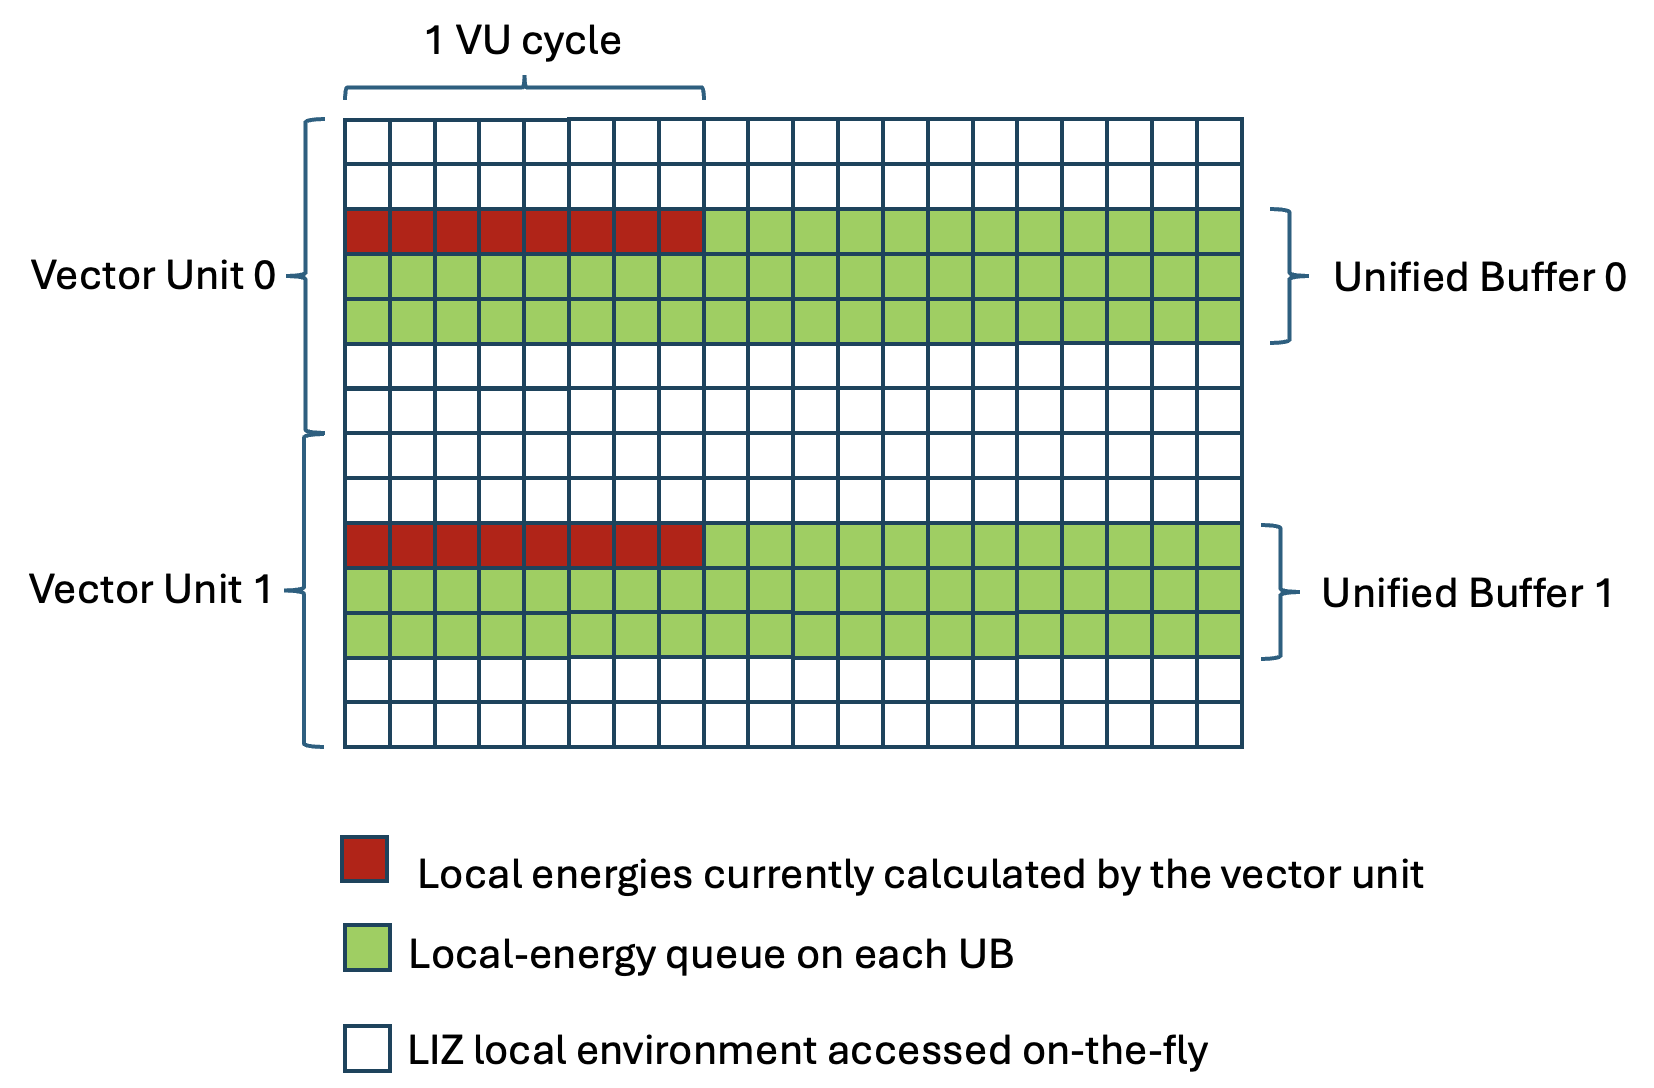 1 VU cycle
Vector Unit 0
Unified Buffer 0
Vector Unit 1
Unified Buffer 1
Local energies currently calculated by the vector unit
Local-energy queue on each UB
LIZ local environment accessed on-the-fly